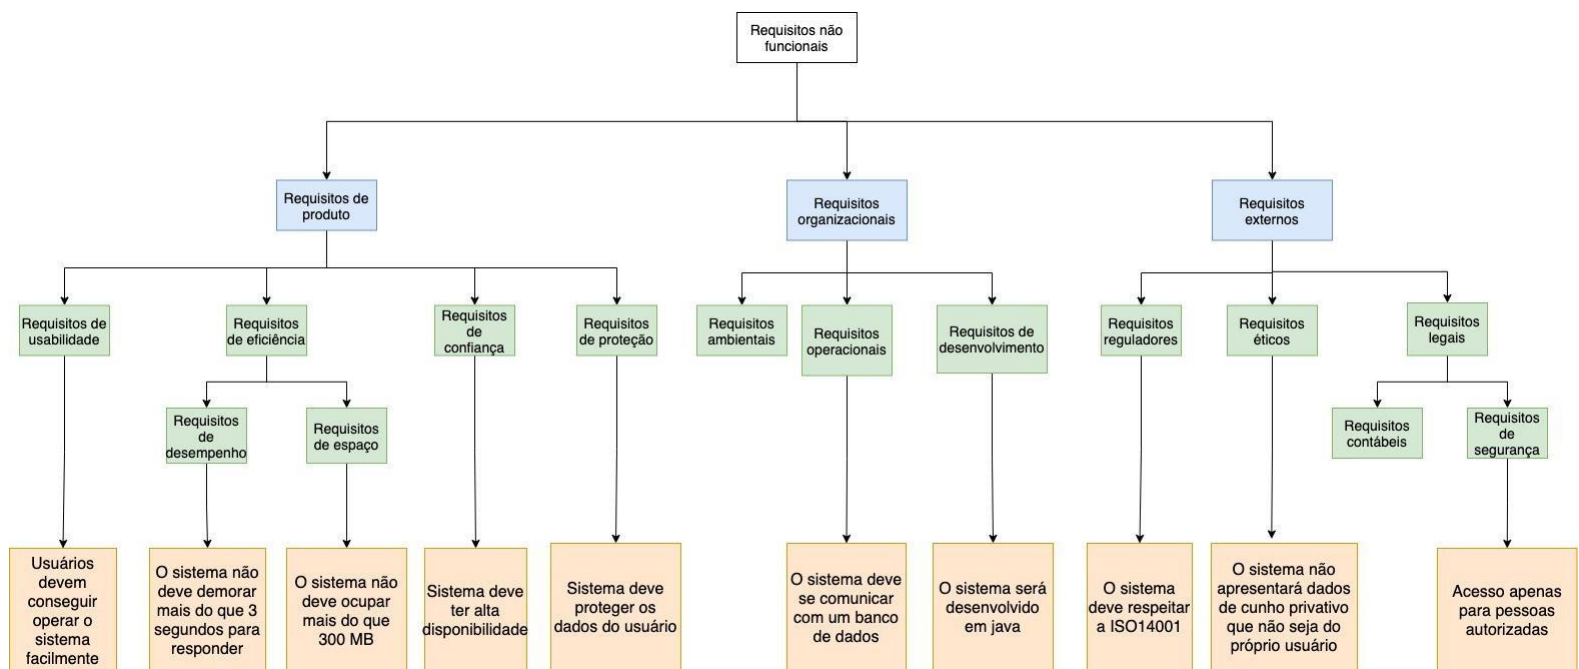 Requisitos não
funcionais
Requisitos de
produto
Requisitos
organizacionais
Requisitos
externos
Requisitos de
usabilidade
Requisitos
de eficiência
Requisitos
de
confiança
Requisitos
de proteção
Requisitos
ambientais
Requisitos
operacionais
Requisitos de
desenvolvimento
Requisitos
reguladores
Requisitos
éticos
Requisitos
legais
Requisitos
de
desempenho
Requisitos
de espaço
Requisitos
contábeis
Requisitos
de
segurança
Usuários
devem
conseguir
operar o
sistema
facilmente
O sistema não
deve demorar
mais do que 3
segundos para
responder
O sistema não
deve ocupar
mais do que
300 MB
Sistema deve
ter alta
disponibilidade
Sistema deve
proteger os
dados do usuário
O sistema deve
se comunicar
com um banco
de dados
O sistema será
desenvolvido
em java
O sistema
deve respeitar
a ISO14001
O sistema não
apresentará dados
de cunho privativo
que não seja do
próprio usuário
Acesso apenas
para pessoas
autorizadas